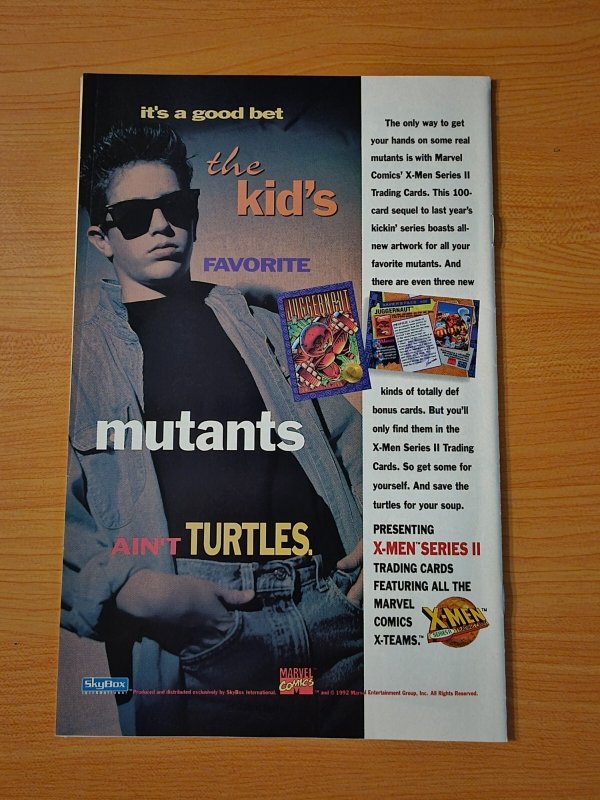 it's a good bet
the
kid's
FAVORITE
JUGGERNAUT
mutants
AIN'T TURTLES.
The only way to get
your hands on some real
mutants is with Marvel
Comics' X-Men Series II
Trading Cards. This 100-
card sequel to last year's
kickin' series boasts all-
new artwork for all your
favorite mutants. And
there are even three new
JUGGERNAUT
kinds of totally def
bonus cards. But you'll
only find them in the
X-Men Series II Trading
Cards. So get some for
yourself. And save the
turtles for your soup.
PRESENTING
X-MEN™ SERIES II
TRADING CARDS
FEATURING ALL THE
MARVEL
COMICS
X-TEAMS.™
X-MEN™
SKYBOX
INTERNATIONAL
Produced and distributed exclusively by SkyBox International.
MARVEL
COMICS
™ and © 1992 Marvel Entertainment Group, Inc. All Rights Reserved.